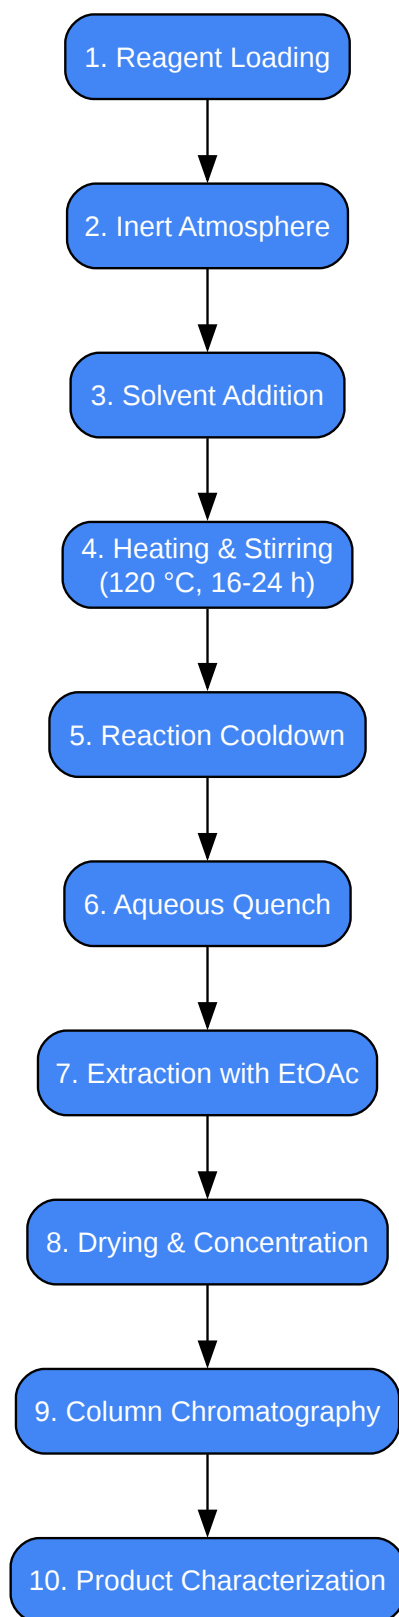 1. Reagent Loading
2. Inert Atmosphere
3. Solvent Addition
4. Heating & Stirring
(120 °C, 16-24 h)
5. Reaction Cooldown
6. Aqueous Quench
7. Extraction with EtOAc
8. Drying & Concentration
9. Column Chromatography
10. Product Characterization